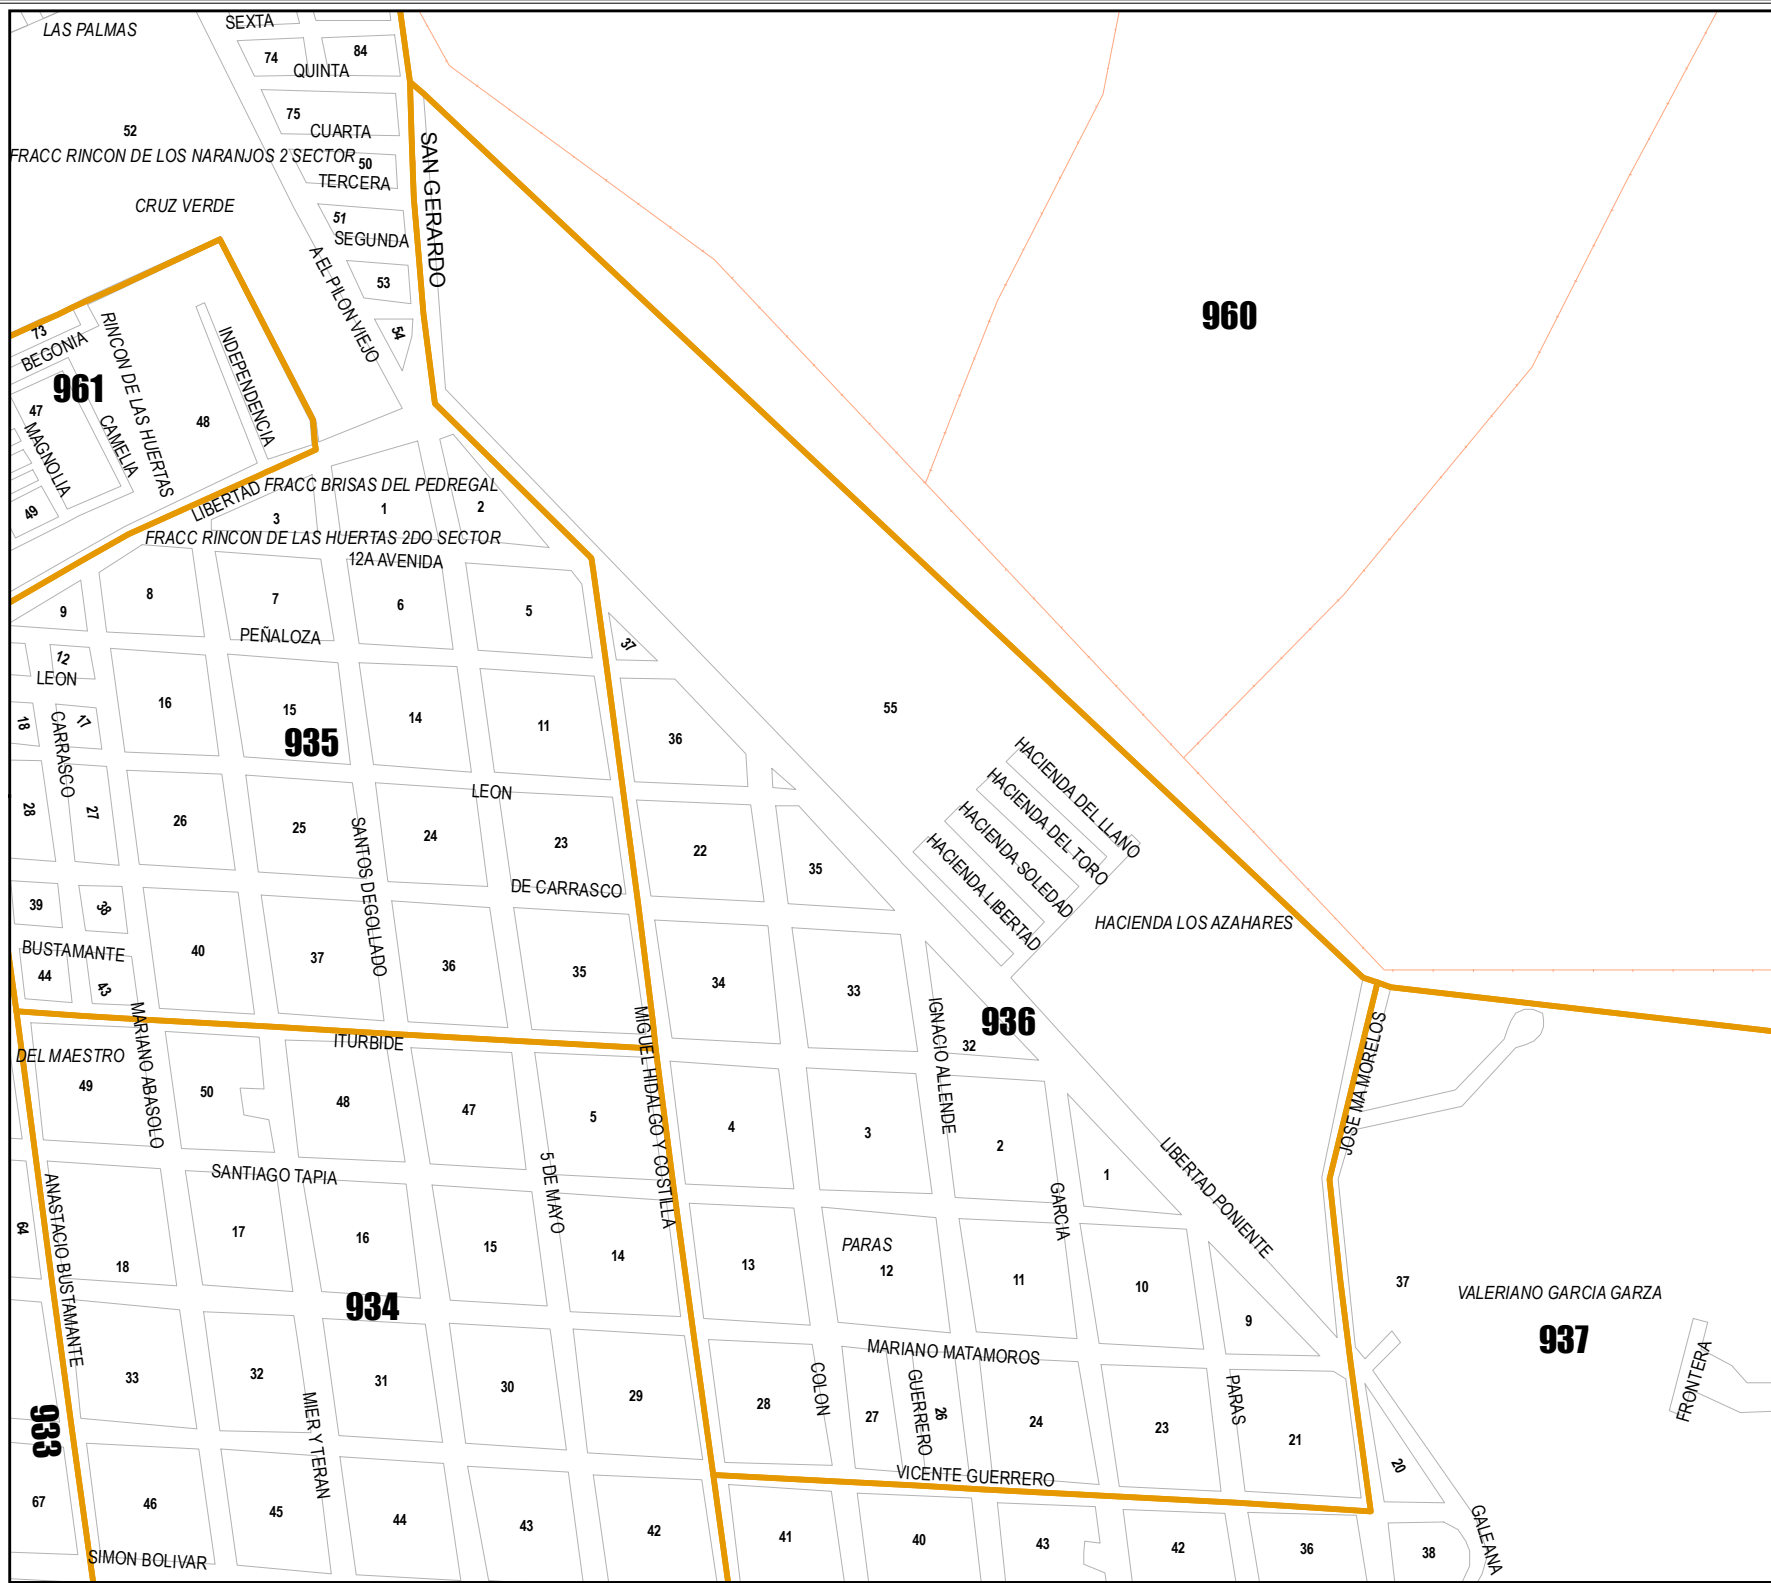 SEXTA
LAS PALMAS
74
84
QUINTA
75
52
CUARTA
FRACC RINCON DE LOS NARANJOS 2 SECTOR
50
TERCERA
SAN GERARDO
CRUZ VERDE
51
SEGUNDA
A EL PILON VIEJO
53
54
960
73
BEGONIA
RINCON DE LAS HUERTAS
INDEPENDENCIA
961
47
MAGNOLIA
CAMELIA
48
49
LIBERTAD
FRACC BRISAS DEL PEDREGAL
3
1
2
FRACC RINCON DE LAS HUERTAS 2DO SECTOR
12A AVENIDA
9
8
7
6
5
PEÑALOZA
37
12
LEON
16
15
14
11
36
55
18
17
CARRASCO
935
HACIENDA DEL LLANO
HACIENDA DEL TORO
HACIENDA SOLEDAD
HACIENDA LIBERTAD
LEON
28
27
26
25
SANTOS DEGOLLADO
24
23
22
35
DE CARRASCO
39
38
HACIENDA LOS AZAHARES
BUSTAMANTE
40
37
36
35
34
33
44
43
MARIANO ABASOLO
IGNACIO ALLENDE
936
32
ITURBIDE
MIGUEL HIDALGO Y COSTILLA
JOSE MA MORELOS
DEL MAESTRO
49
50
48
47
5
4
3
2
1
LIBERTAD PONIENTE
SANTIAGO TAPIA
5 DE MAYO
GARCIA
ANASTACIO BUSTAMANTE
64
18
17
16
15
14
13
PARAS
12
11
10
37
VALERIANO GARCIA GARZA
934
9
937
MARIANO MATAMOROS
FRONTERA
33
32
31
30
29
28
COLON
27
GUERRERO
26
24
23
PARAS
21
20
933
MIER Y TERAN
VICENTE GUERRERO
67
46
45
44
43
42
41
40
43
42
36
38
GALEANA
SIMON BOLIVAR